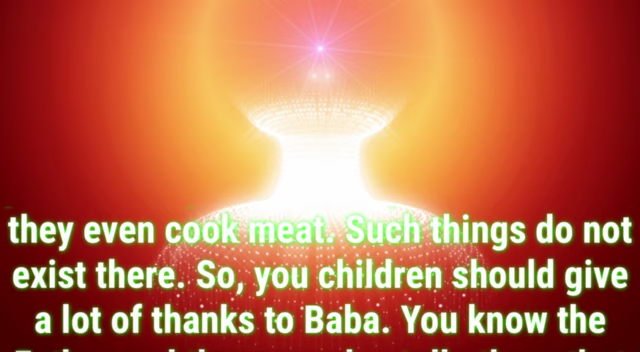 they even cook meat. Such things do not
exist there. So, you children should give
a lot of thanks to Baba. You know the